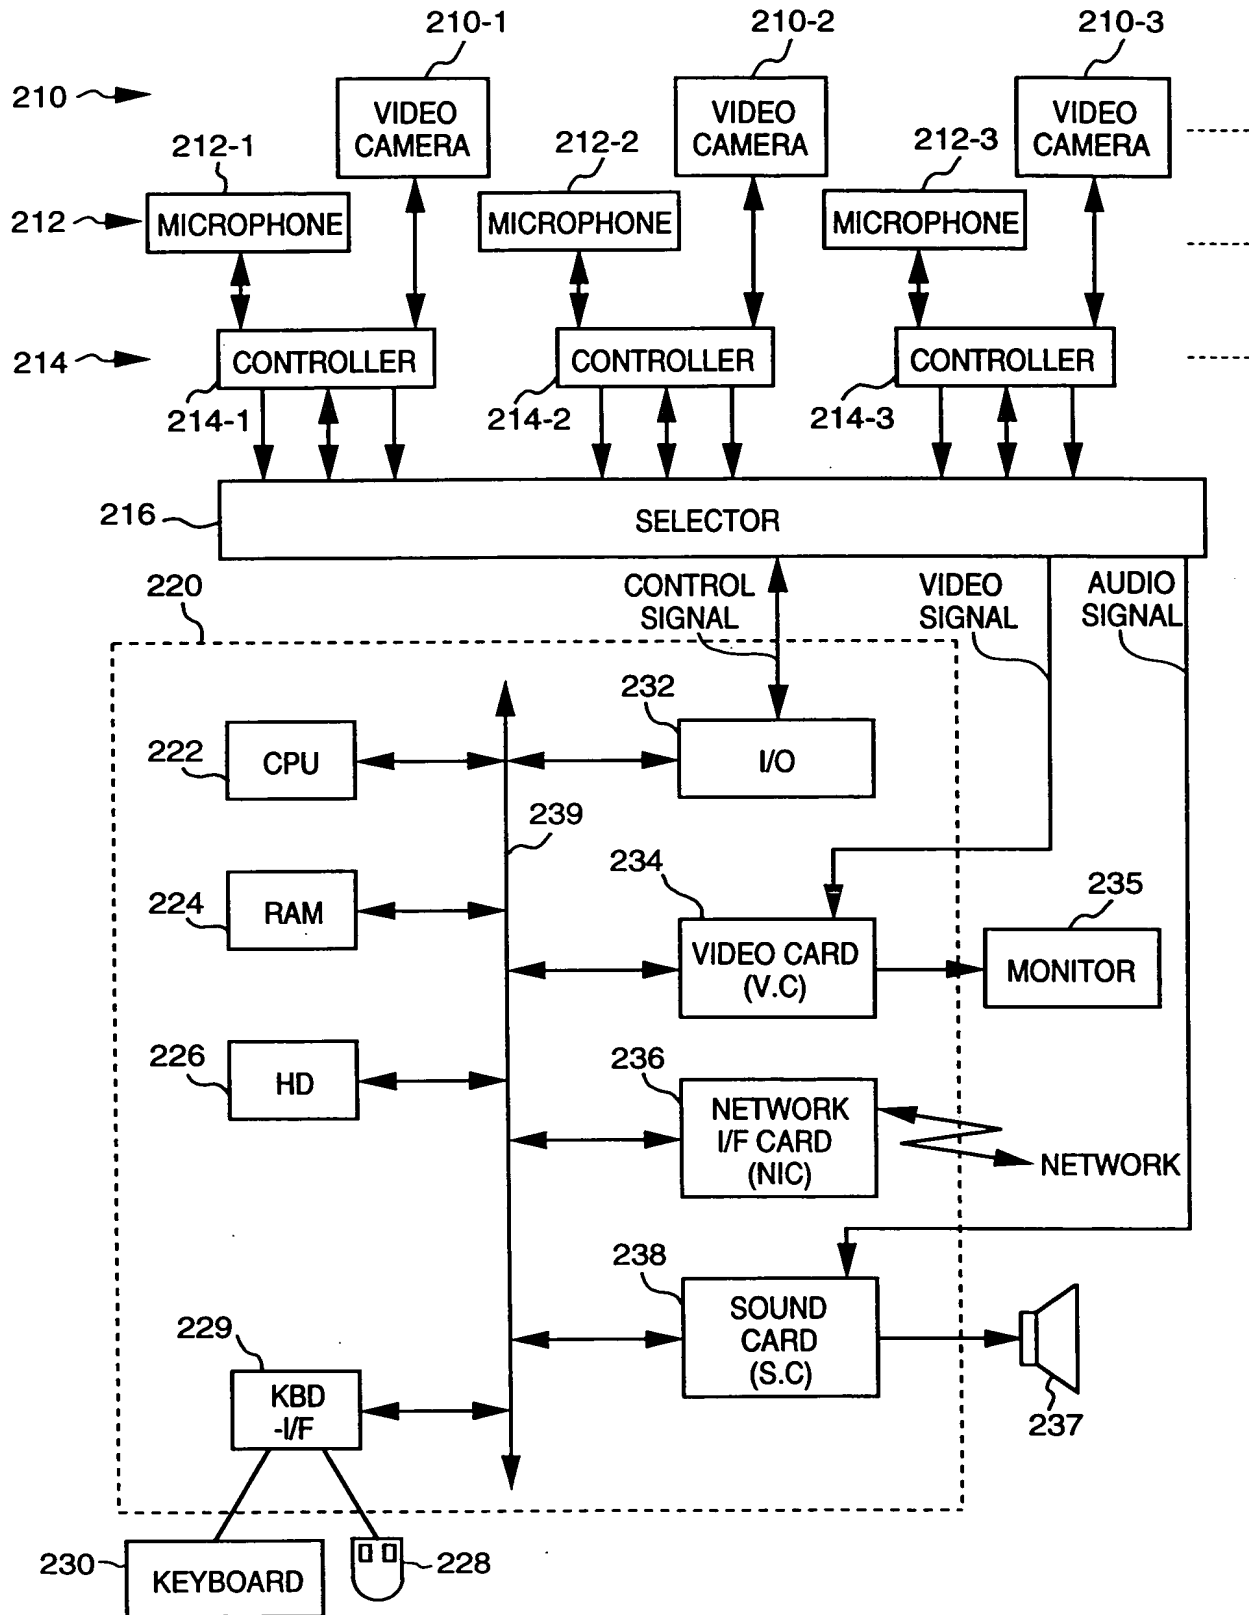 210-1
210-2
210-3
210
VIDEO
CAMERA
VIDEO
CAMERA
VIDEO
CAMERA
212-1
212-2
212-3
212
MICROPHONE
MICROPHONE
MICROPHONE
214
CONTROLLER
CONTROLLER
CONTROLLER
214-1
214-2
214-3
216
SELECTOR
220
CONTROL
SIGNAL
VIDEO
SIGNAL
AUDIO
SIGNAL
232
222
CPU
I/O
239
234
235
224
RAM
VIDEO CARD
(V.C)
MONITOR
226
HD
236
NETWORK
I/F CARD
(NIC)
NETWORK
238
SOUND
CARD
(S.C)
237
229
KBD
-I/F
230
KEYBOARD
228